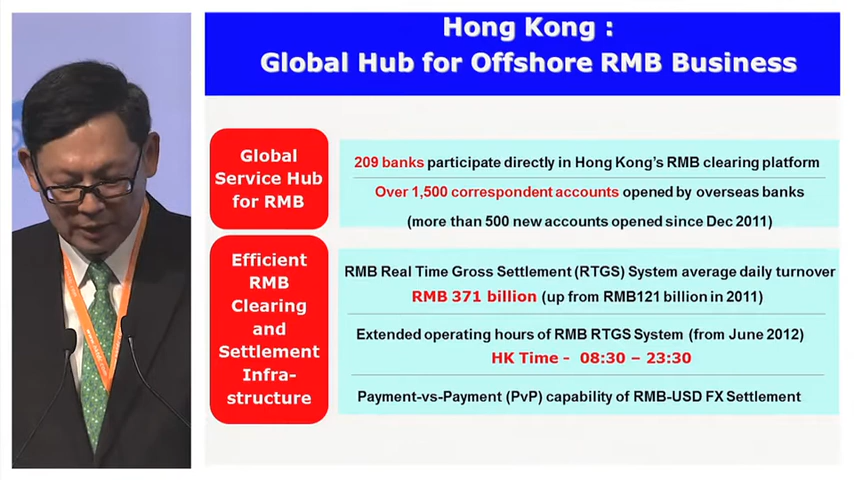 Hong Kong :
Global Hub for Offshore RMB Business
Global
Service Hub
for RMB
209 banks participate directly in Hong Kong's RMB clearing platform
Over 1,500 correspondent accounts opened by overseas banks
(more than 500 new accounts opened since Dec 2011)
Efficient
RMB
Clearing
and
Settlement
Infra-
structure
RMB Real Time Gross Settlement (RTGS) System average daily turnover
RMB 371 billion (up from RMB121 billion in 2011)
Extended operating hours of RMB RTGS System (from June 2012)
HK Time - 08:30 – 23:30
Payment-vs-Payment (PvP) capability of RMB-USD FX Settlement